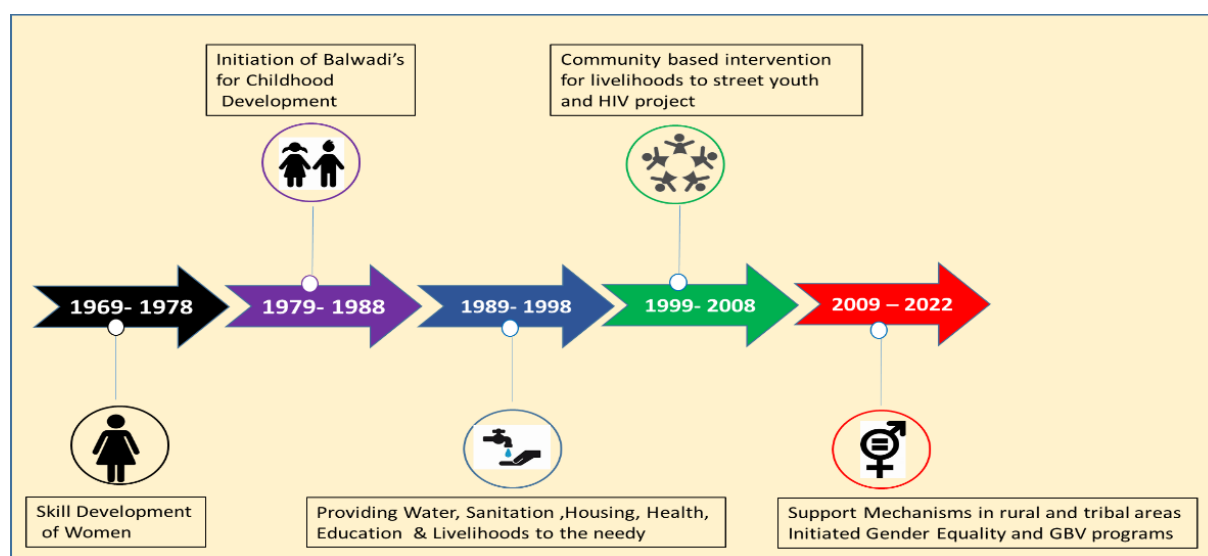 Initiation of Balwadi's
for Childhood
Development
Community based intervention
for livelihoods to street youth
and HIV project
1969- 1978
1979- 1988
1989- 1998
1999- 2008
2009 – 2022
Skill Development
of Women
Providing Water, Sanitation ,Housing, Health,
Education & Livelihoods to the needy
Support Mechanisms in rural and tribal areas
Initiated Gender Equality and GBV programs